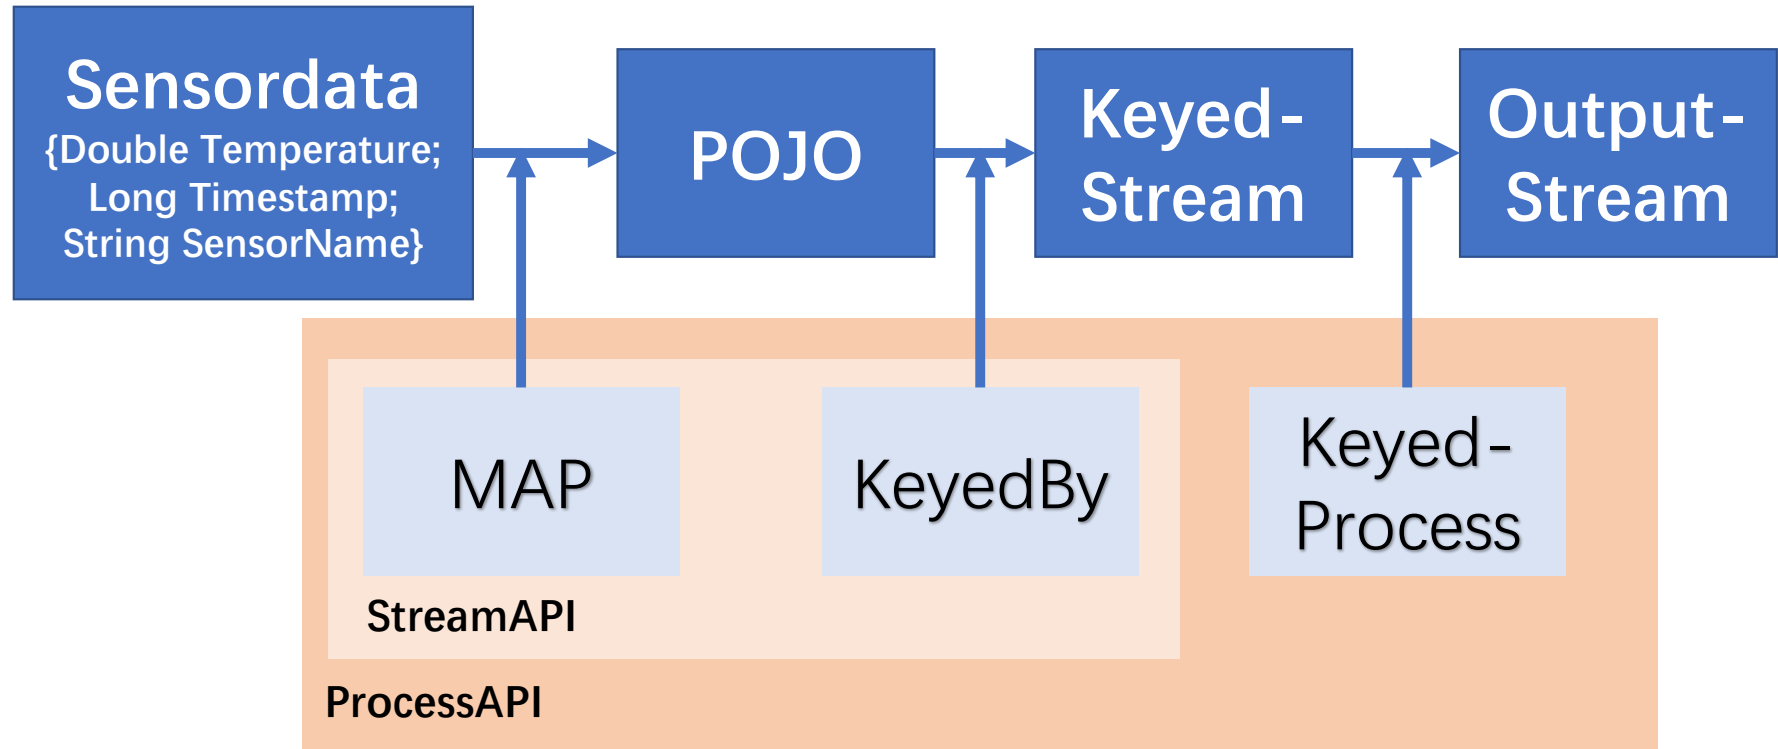 Sensordata
{Double Temperature;
Long Timestamp;
String SensorName}
POJO
Keyed-
Stream
Output-
Stream
MAP
KeyedBy
Keyed-
Process
StreamAPI
ProcessAPI